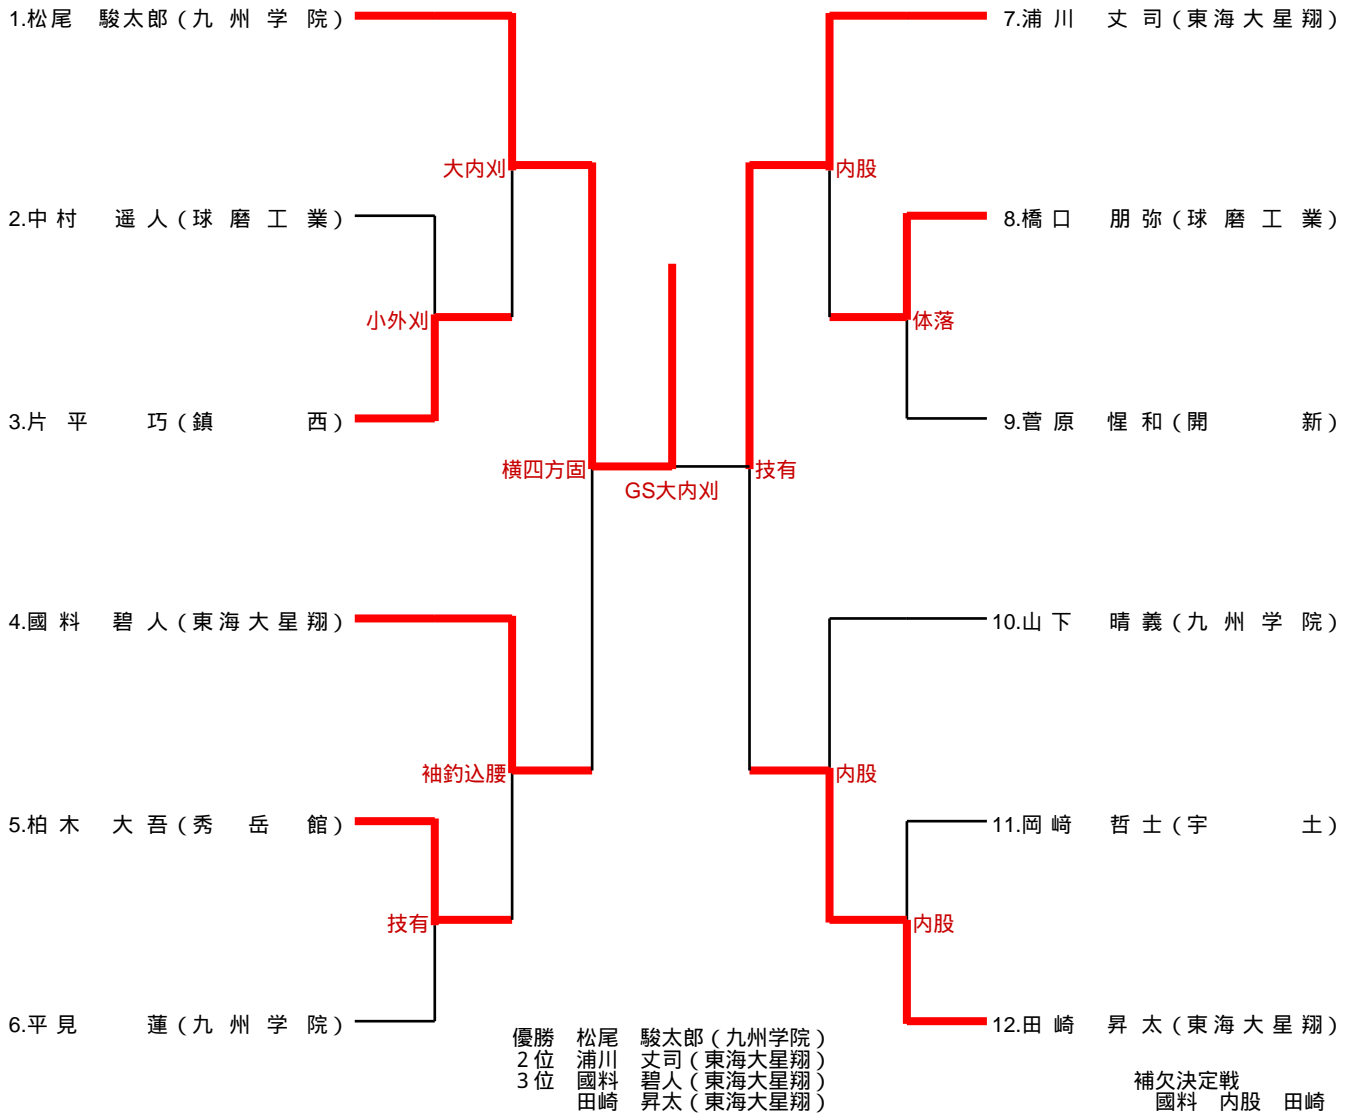 1.松尾　駿太郎（九州学院）
7.浦川　丈司（東海大星翔）
大内刈
内股
2.中村　遥人（球磨工業）
8.橋口　朋弥（球磨工業）
小外刈
体落
3.片平　巧（鎮西）
9.菅原　惺和（開新）
横四方固
技有
GS大内刈
4.國料　碧人（東海大星翔）
10.山下　晴義（九州学院）
袖釣込腰
内股
5.柏木　大吾（秀岳館）
11.岡﨑　哲士（宇土）
技有
内股
6.平見　蓮（九州学院）
12.田崎　昇太（東海大星翔）
優勝　松尾　駿太郎（九州学院）
2位　浦川　丈司（東海大星翔）
3位　國料　碧人（東海大星翔）
田崎　昇太（東海大星翔）
補欠決定戦
國料　内股　田崎